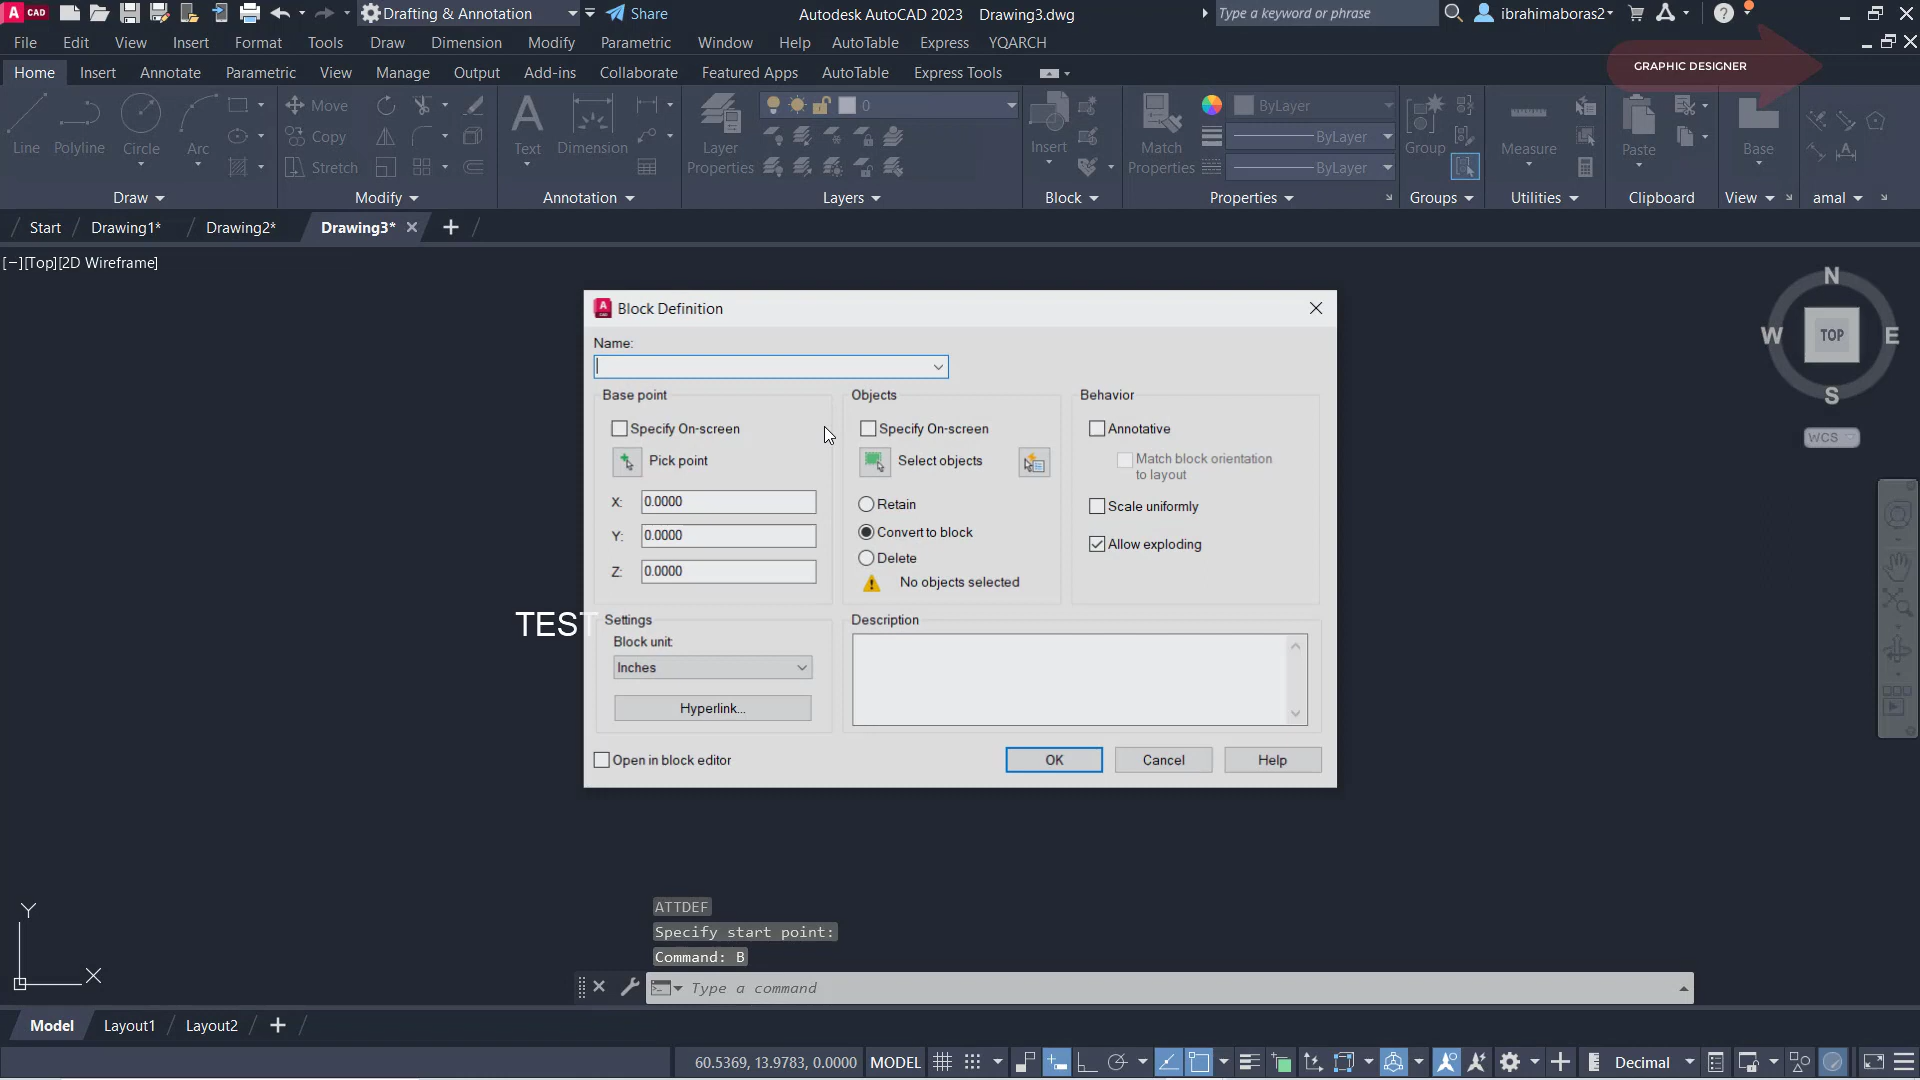 A CAD
Drafting & Annotation
Share
Autodesk AutoCAD 2023 Drawing3.dwg
Type a keyword or phrase
ibrahimaboras2
File Edit View Insert Format Tools Draw Dimension Modify Parametric Window Help AutoTable Express YQARCH
GRAPHIC DESIGNER
Home Insert Annotate Parametric View Manage Output Add-ins Collaborate Featured Apps AutoTable Express Tools
Line Polyline Circle Arc
Move
Copy
Stretch
Text Dimension
Layer
Properties
0
Insert
Match
Properties
ByLayer
ByLayer
ByLayer
Group
Measure
Paste
Base
Draw Modify Annotation Layers Block Properties Groups Utilities Clipboard View amal
Start Drawing1* Drawing2* Drawing3*
[−][Top][2D Wireframe]
N
W TOP E
S
WCS
Block Definition
Name:
Base point
Specify On-screen
Pick point
X: 0.0000
Y: 0.0000
Z: 0.0000
Objects
Specify On-screen
Select objects
Retain
Convert to block
Delete
No objects selected
Behavior
Annotative
Match block orientation
to layout
Scale uniformly
Allow exploding
TEST
Settings
Block unit:
Inches
Hyperlink...
Description
Open in block editor
OK Cancel Help
ATTDEF
Specify start point:
Command: B
Type a command
Y
X
Model Layout1 Layout2
60.5369, 13.9783, 0.0000 MODEL
Decimal